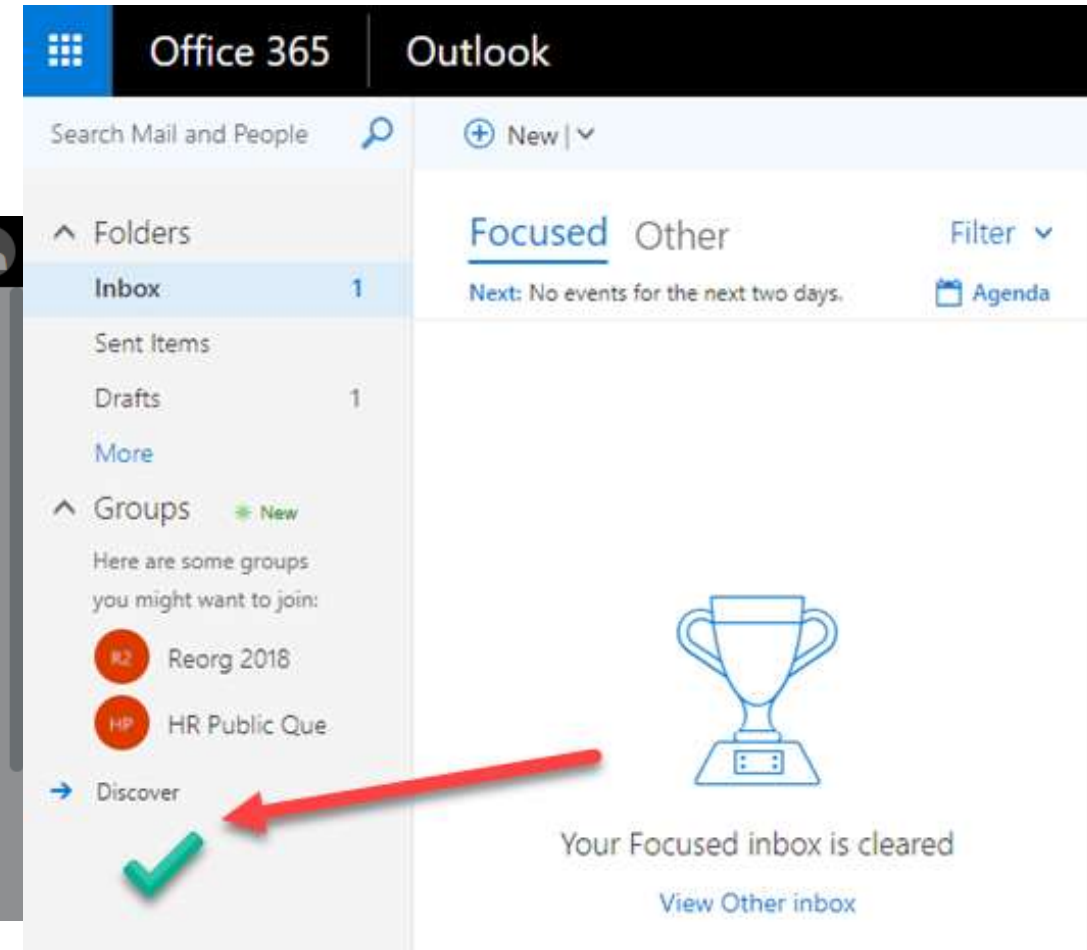 Office 365
Outlook
Search Mail and People
New
Folders
Inbox 1
Sent Items
Drafts 1
More
Groups New
Here are some groups
you might want to join:
R2 Reorg 2018
HP HR Public Que
Discover
Focused Other Filter
Next: No events for the next two days. Agenda
Your Focused inbox is cleared
View Other inbox